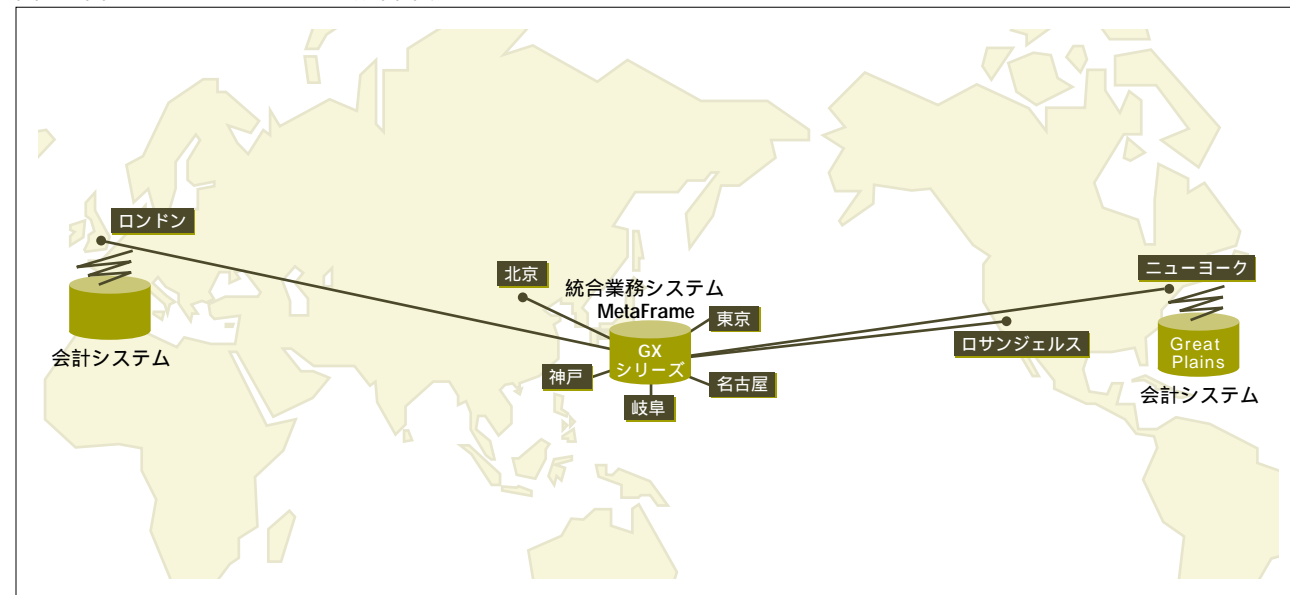 ロンドン
会計システム
北京
統合業務システム
MetaFrame
GX
シリーズ
東京
神戸
岐阜
名古屋
ロサンジェルス
ニューヨーク
Great
Plains
会計システム